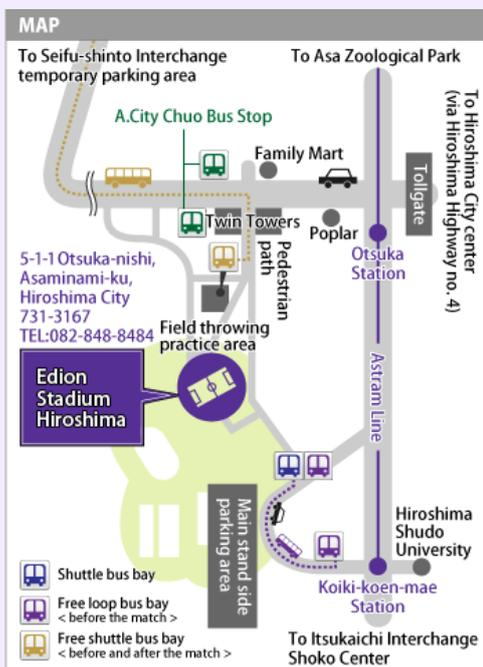 MAP
To Seifu-shinto Interchange
temporary parking area
To Asa Zoological Park
A.City Chuo Bus Stop
To Hiroshima City center
(via Hiroshima Highway no. 4)
Family Mart
Tollgate
Twin Towers
Poplar
Otsuka
Station
Pedestrian
path
5-1-1 Otsuka-nishi,
Asaminami-ku,
Hiroshima City
731-3167
TEL:082-848-8484
Field throwing
practice area
Edion
Stadium
Hiroshima
Astram Line
Main stand side
parking area
Hiroshima
Shudo
University
Koiki-koen-mae
Station
Shuttle bus bay
Free loop bus bay
< before the match >
Free shuttle bus bay
< before and after the match >
To Itsukaichi Interchange
Shoko Center